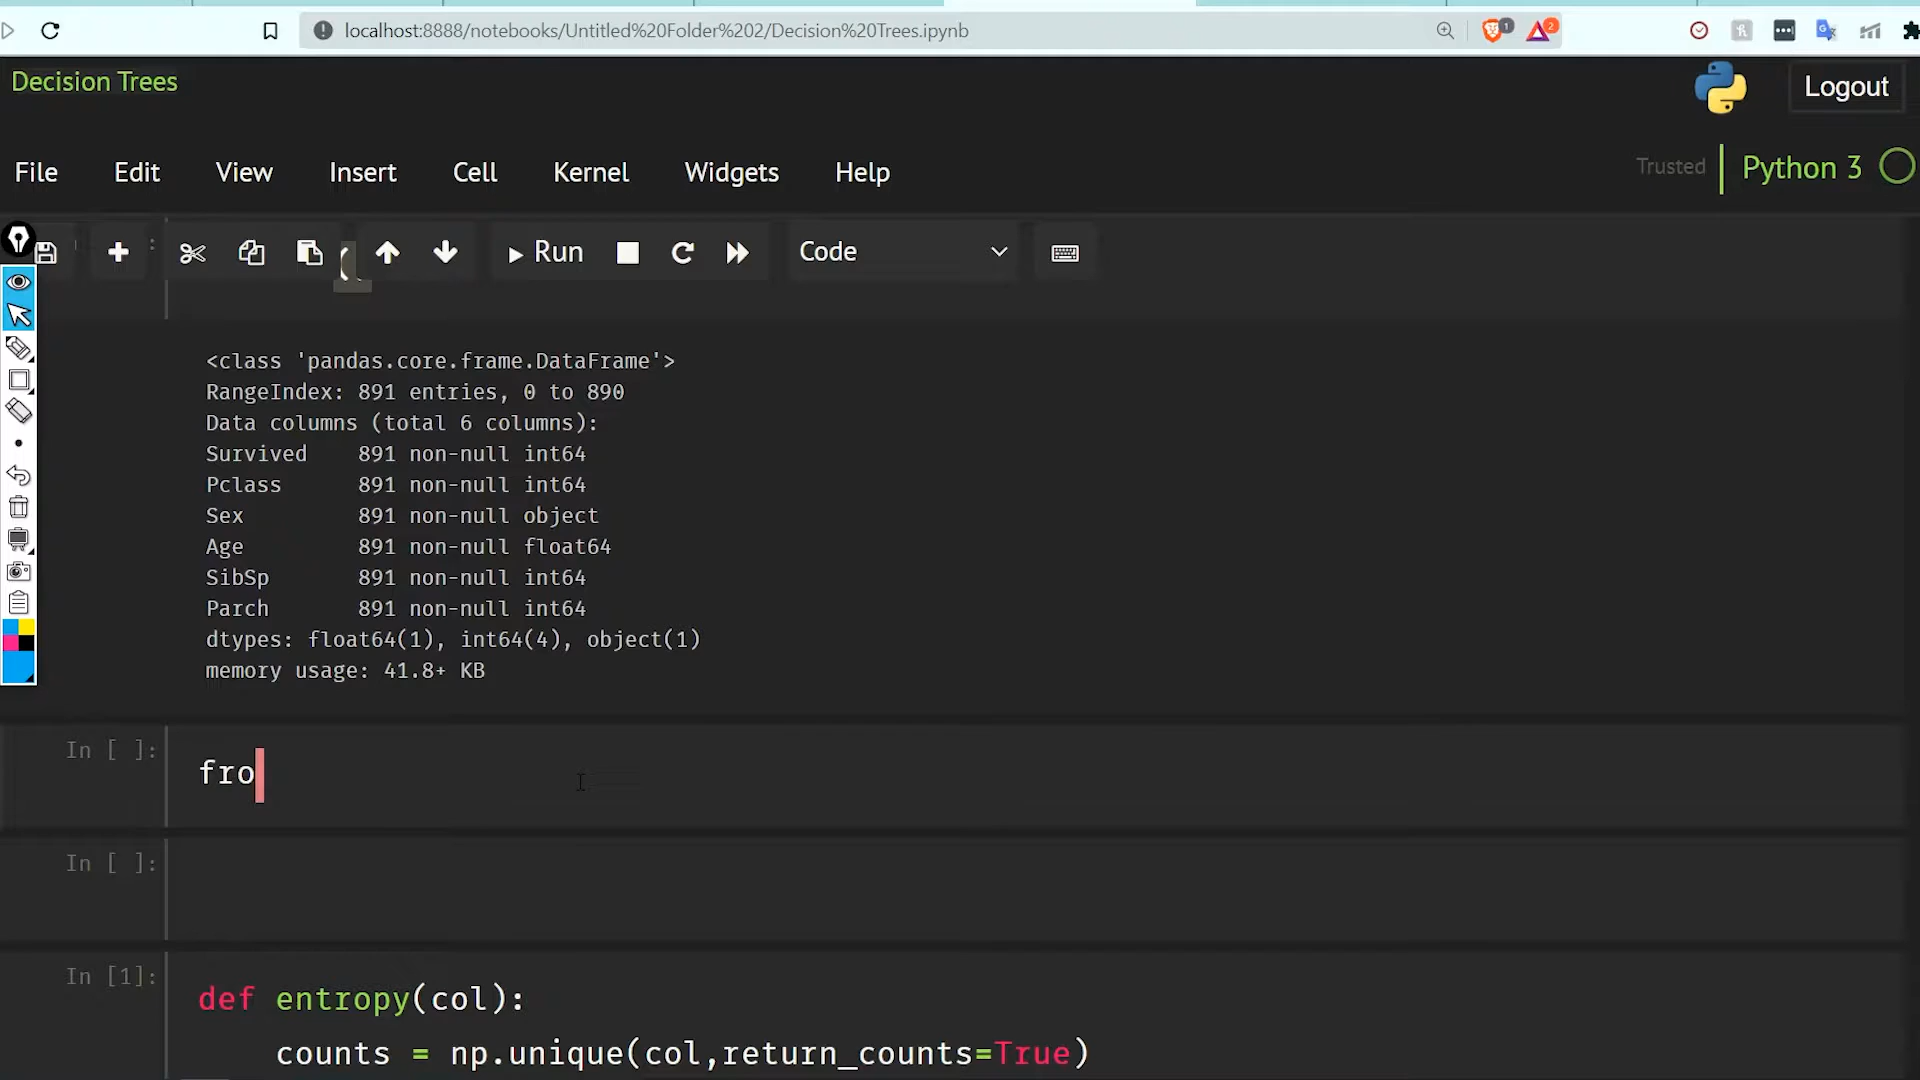 localhost:8888/notebooks/Untitled%20Folder%202/Decision%20Trees.ipynb
1
2
Decision Trees
Logout
File Edit View Insert Cell Kernel Widgets Help
Trusted
Python 3
Run
Code
<class 'pandas.core.frame.DataFrame'>
RangeIndex: 891 entries, 0 to 890
Data columns (total 6 columns):
Survived 891 non-null int64
Pclass 891 non-null int64
Sex 891 non-null object
Age 891 non-null float64
SibSp 891 non-null int64
Parch 891 non-null int64
dtypes: float64(1), int64(4), object(1)
memory usage: 41.8+ KB
In [ ]:
fro
In [ ]:
In [1]:
def entropy(col):
counts = np.unique(col,return_counts=True)